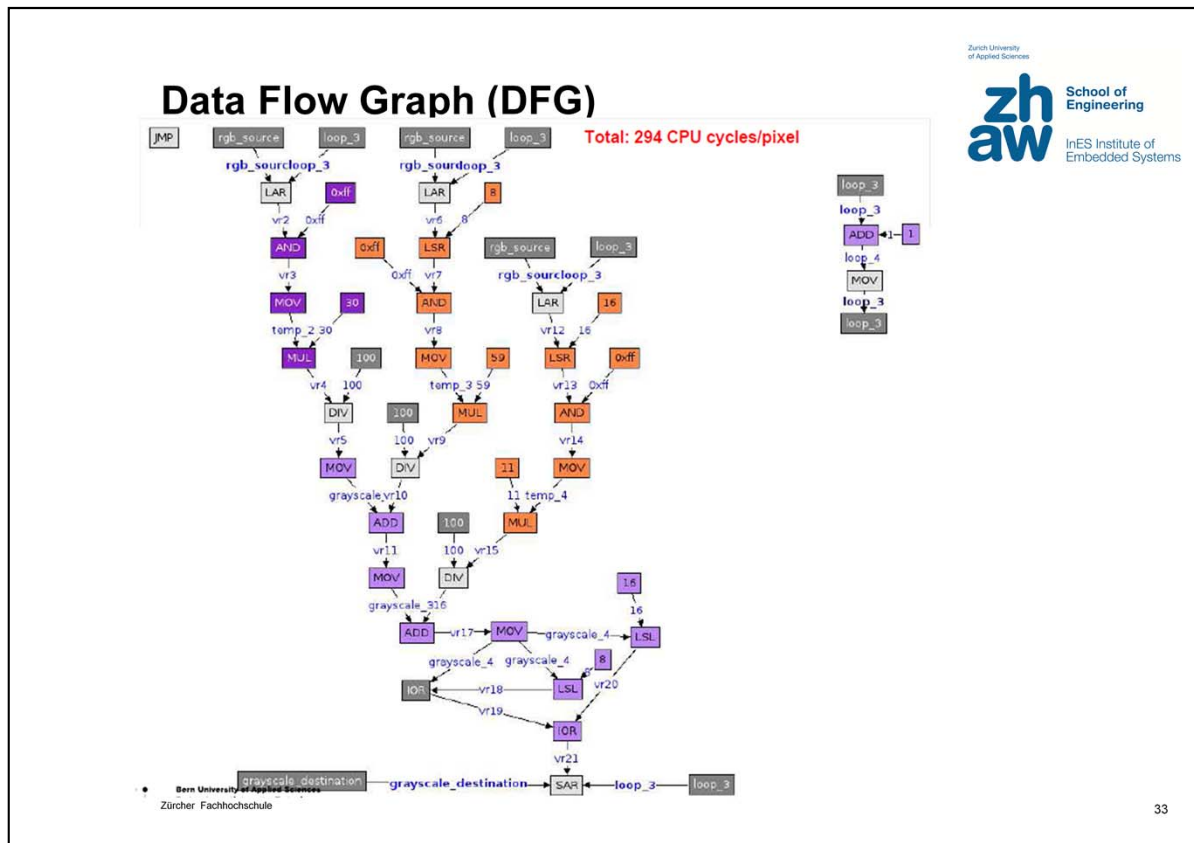 Zurich University
of Applied Sciences
zh
aw
School of
Engineering
InES Institute of
Embedded Systems
Data Flow Graph (DFG)
JMP rgb_source loop_3 rgb_source loop_3 Total: 294 CPU cycles/pixel
rgb_sourcloop_3 rgb_sourdoop_3
LAR 0xff LAR 8 loop_3
vr2 0xff vr6 8 loop_3
AND 0xff LSR rgb_source loop_3 ADD 1 1
vr3 0xff vr7 rgb_sourcloop_3 loop_4
MOV 30 AND LAR 16 MOV
temp_2 30 vr8 vr12 16 loop_3
loop_3
MUL 100 MOV 59 LSR 0xff
vr4 100 temp_3 59 vr13 0xff
DIV 100 MUL AND
vr5 100 vr9 vr14
MOV DIV 11 MOV
grayscale_vr10 11 temp_4
ADD 100 MUL
vr11 100 vr15
MOV DIV 16
grayscale_316 16
ADD vr17 MOV grayscale_4 LSL
grayscale_4 grayscale_4 8
IOR vr18 LSL 8 vr20
vr19
IOR
vr21
grayscale_destination grayscale_destination SAR loop_3 loop_3
Bern University of Applied Sciences
Zürcher Fachhochschule
33